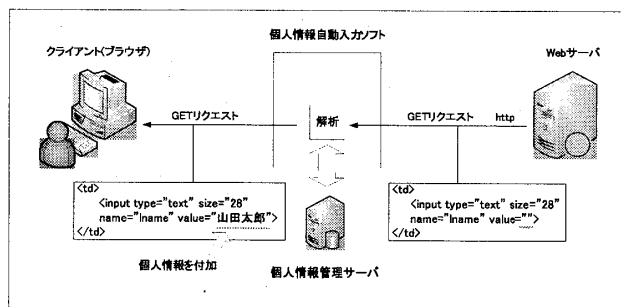 個人情報自動入力ソフト
クライアント(ブラウザ)
Webサーバ
GETリクエスト
解析
GETリクエスト http
<td>
<input type="text" size="28"
name="lname" value="山田太郎">
</td>
<td>
<input type="text" size="28"
name="lname" value="">
</td>
個人情報を付加
個人情報管理サーバ